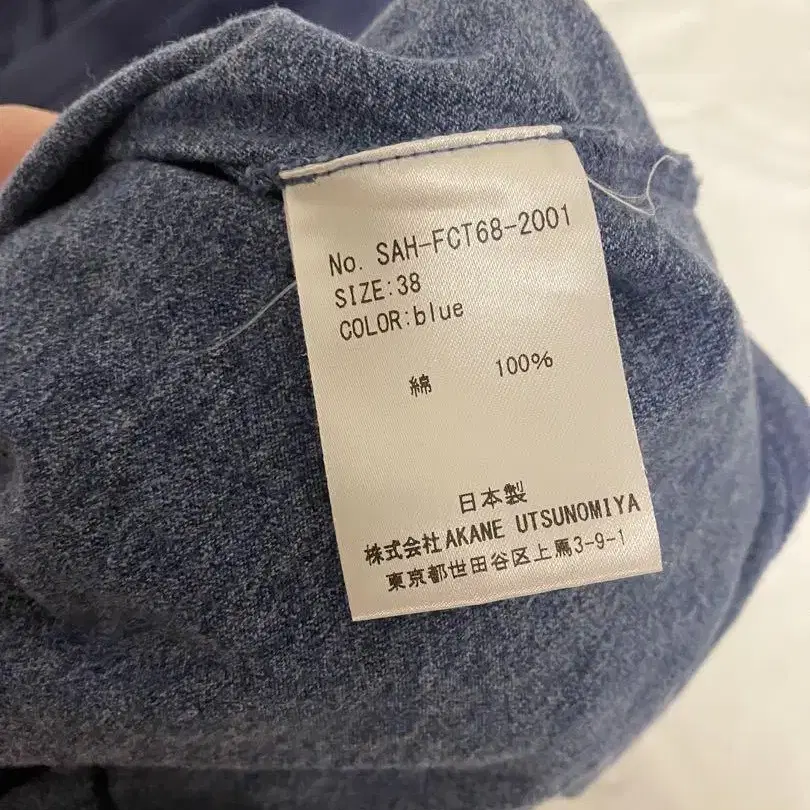 No. SAH-FCT68-2001
SIZE:38
COLOR:blue
綿 100%
日本製
株式会社AKANE UTSUNOMIYA
東京都世田谷区上馬3-9-1